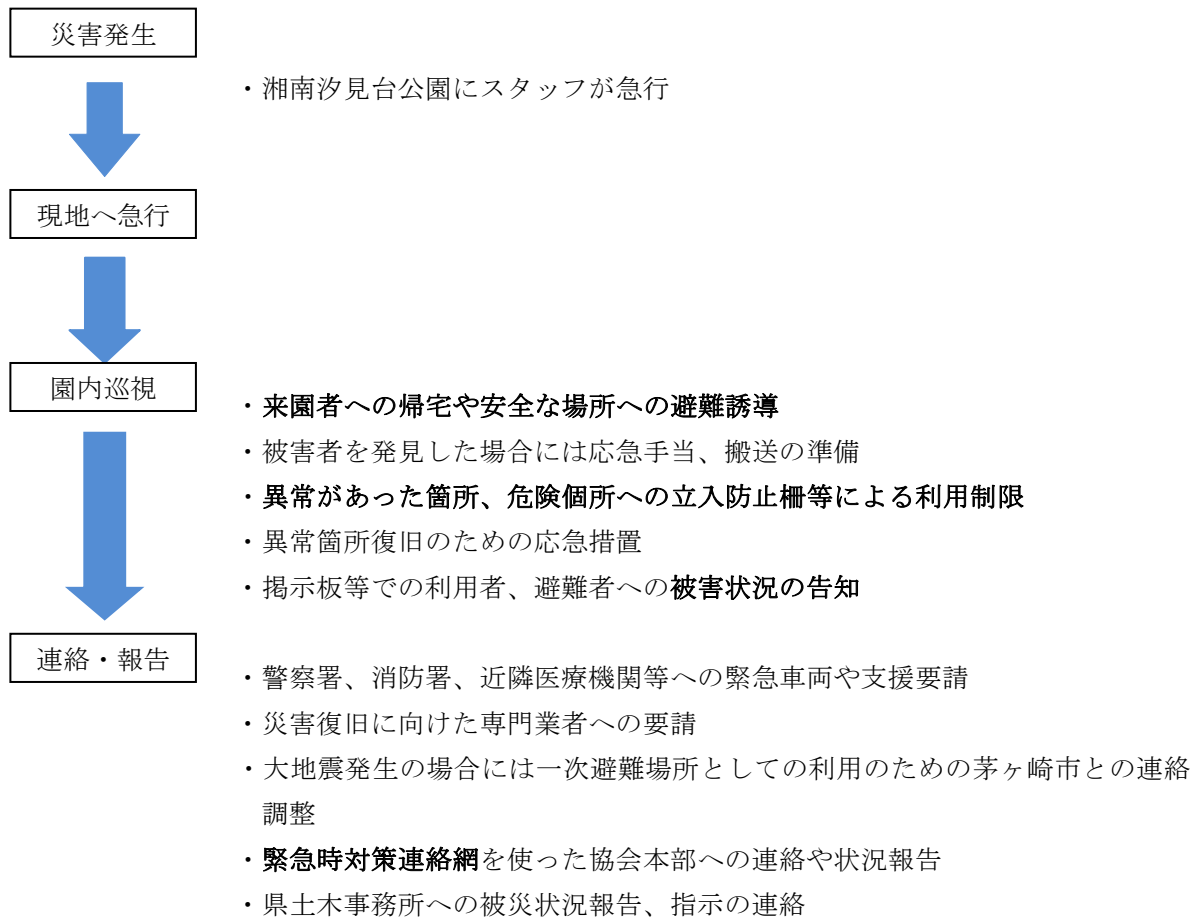 災害発生
・湘南汐見台公園にスタッフが急行
現地へ急行
園内巡視
・来園者への帰宅や安全な場所への避難誘導
・被害者を発見した場合には応急手当、搬送の準備
・異常があった箇所、危険個所への立入防止柵等による利用制限
・異常箇所復旧のための応急措置
・掲示板等での利用者、避難者への被害状況の告知
連絡・報告
・警察署、消防署、近隣医療機関等への緊急車両や支援要請
・災害復旧に向けた専門業者への要請
・大地震発生の場合には一次避難場所としての利用のための茅ヶ崎市との連絡
調整
・緊急時対策連絡網を使った協会本部への連絡や状況報告
・県土木事務所への被災状況報告、指示の連絡